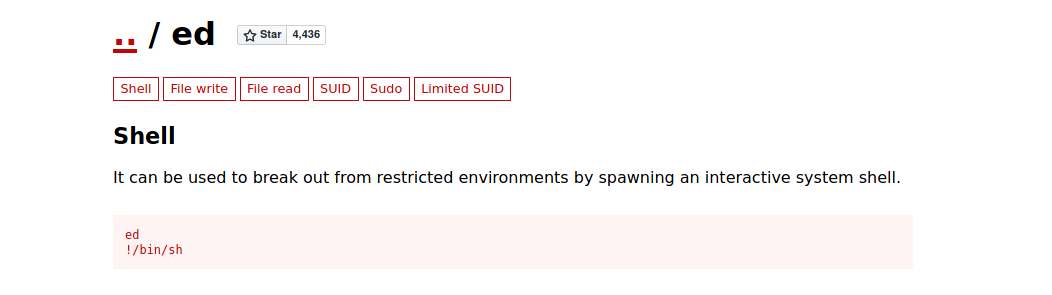 .. / ed Star 4,436
Shell File write File read SUID Sudo Limited SUID
Shell
It can be used to break out from restricted environments by spawning an interactive system shell.
ed
!/bin/sh